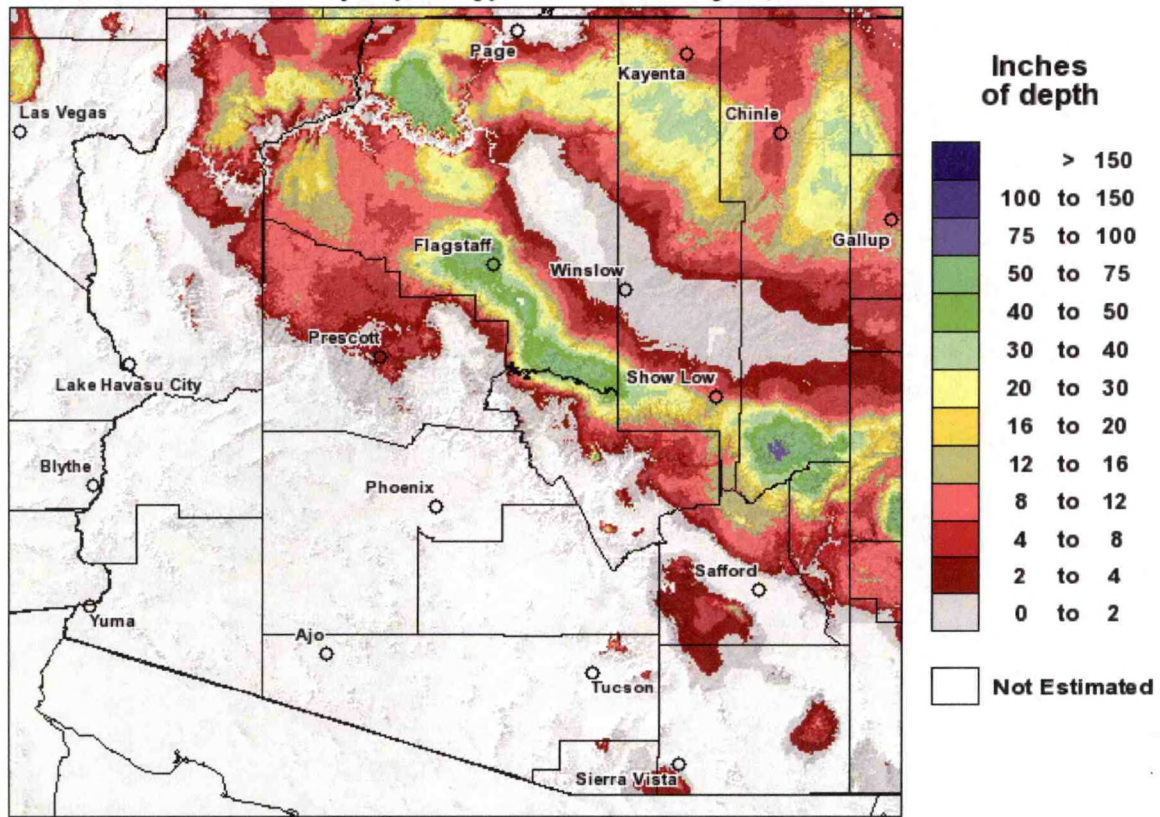 Page
Kayenta
Las Vegas
Chinle
Gallup
Flagstaff
Winslow
Prescott
Lake Havasu City
Show Low
Blythe
Phoenix
Safford
Yuma
Ajo
Tucson
Sierra Vista
Inches
of depth
> 150
100 to 150
75 to 100
50 to 75
40 to 50
30 to 40
20 to 30
16 to 20
12 to 16
8 to 12
4 to 8
2 to 4
0 to 2
Not Estimated